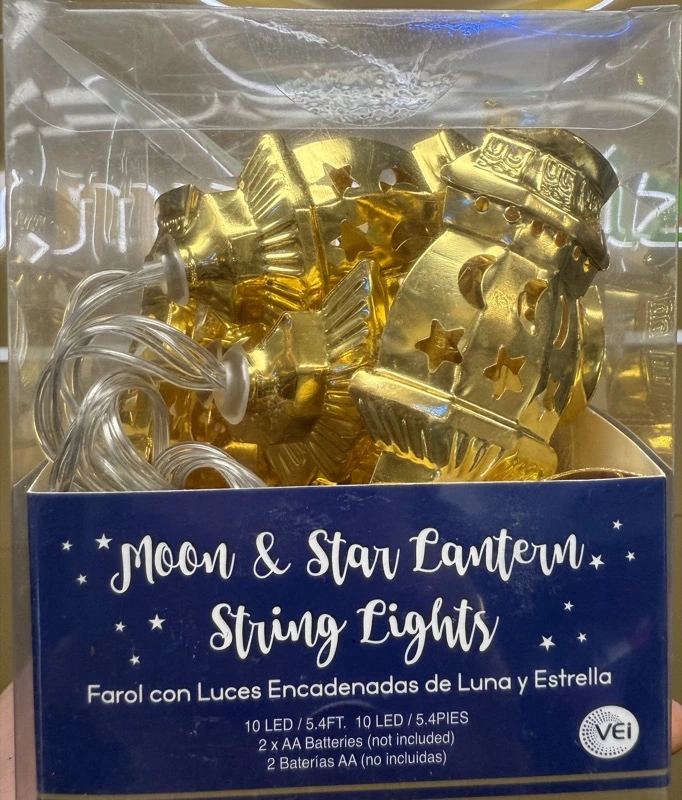 Moon & Star Lantern
String Lights
Farol con Luces Encadenadas de Luna y Estrella
10 LED / 5.4FT. 10 LED / 5.4PIES
2 x AA Batteries (not included)
2 Baterías AA (no incluidas)
VEi